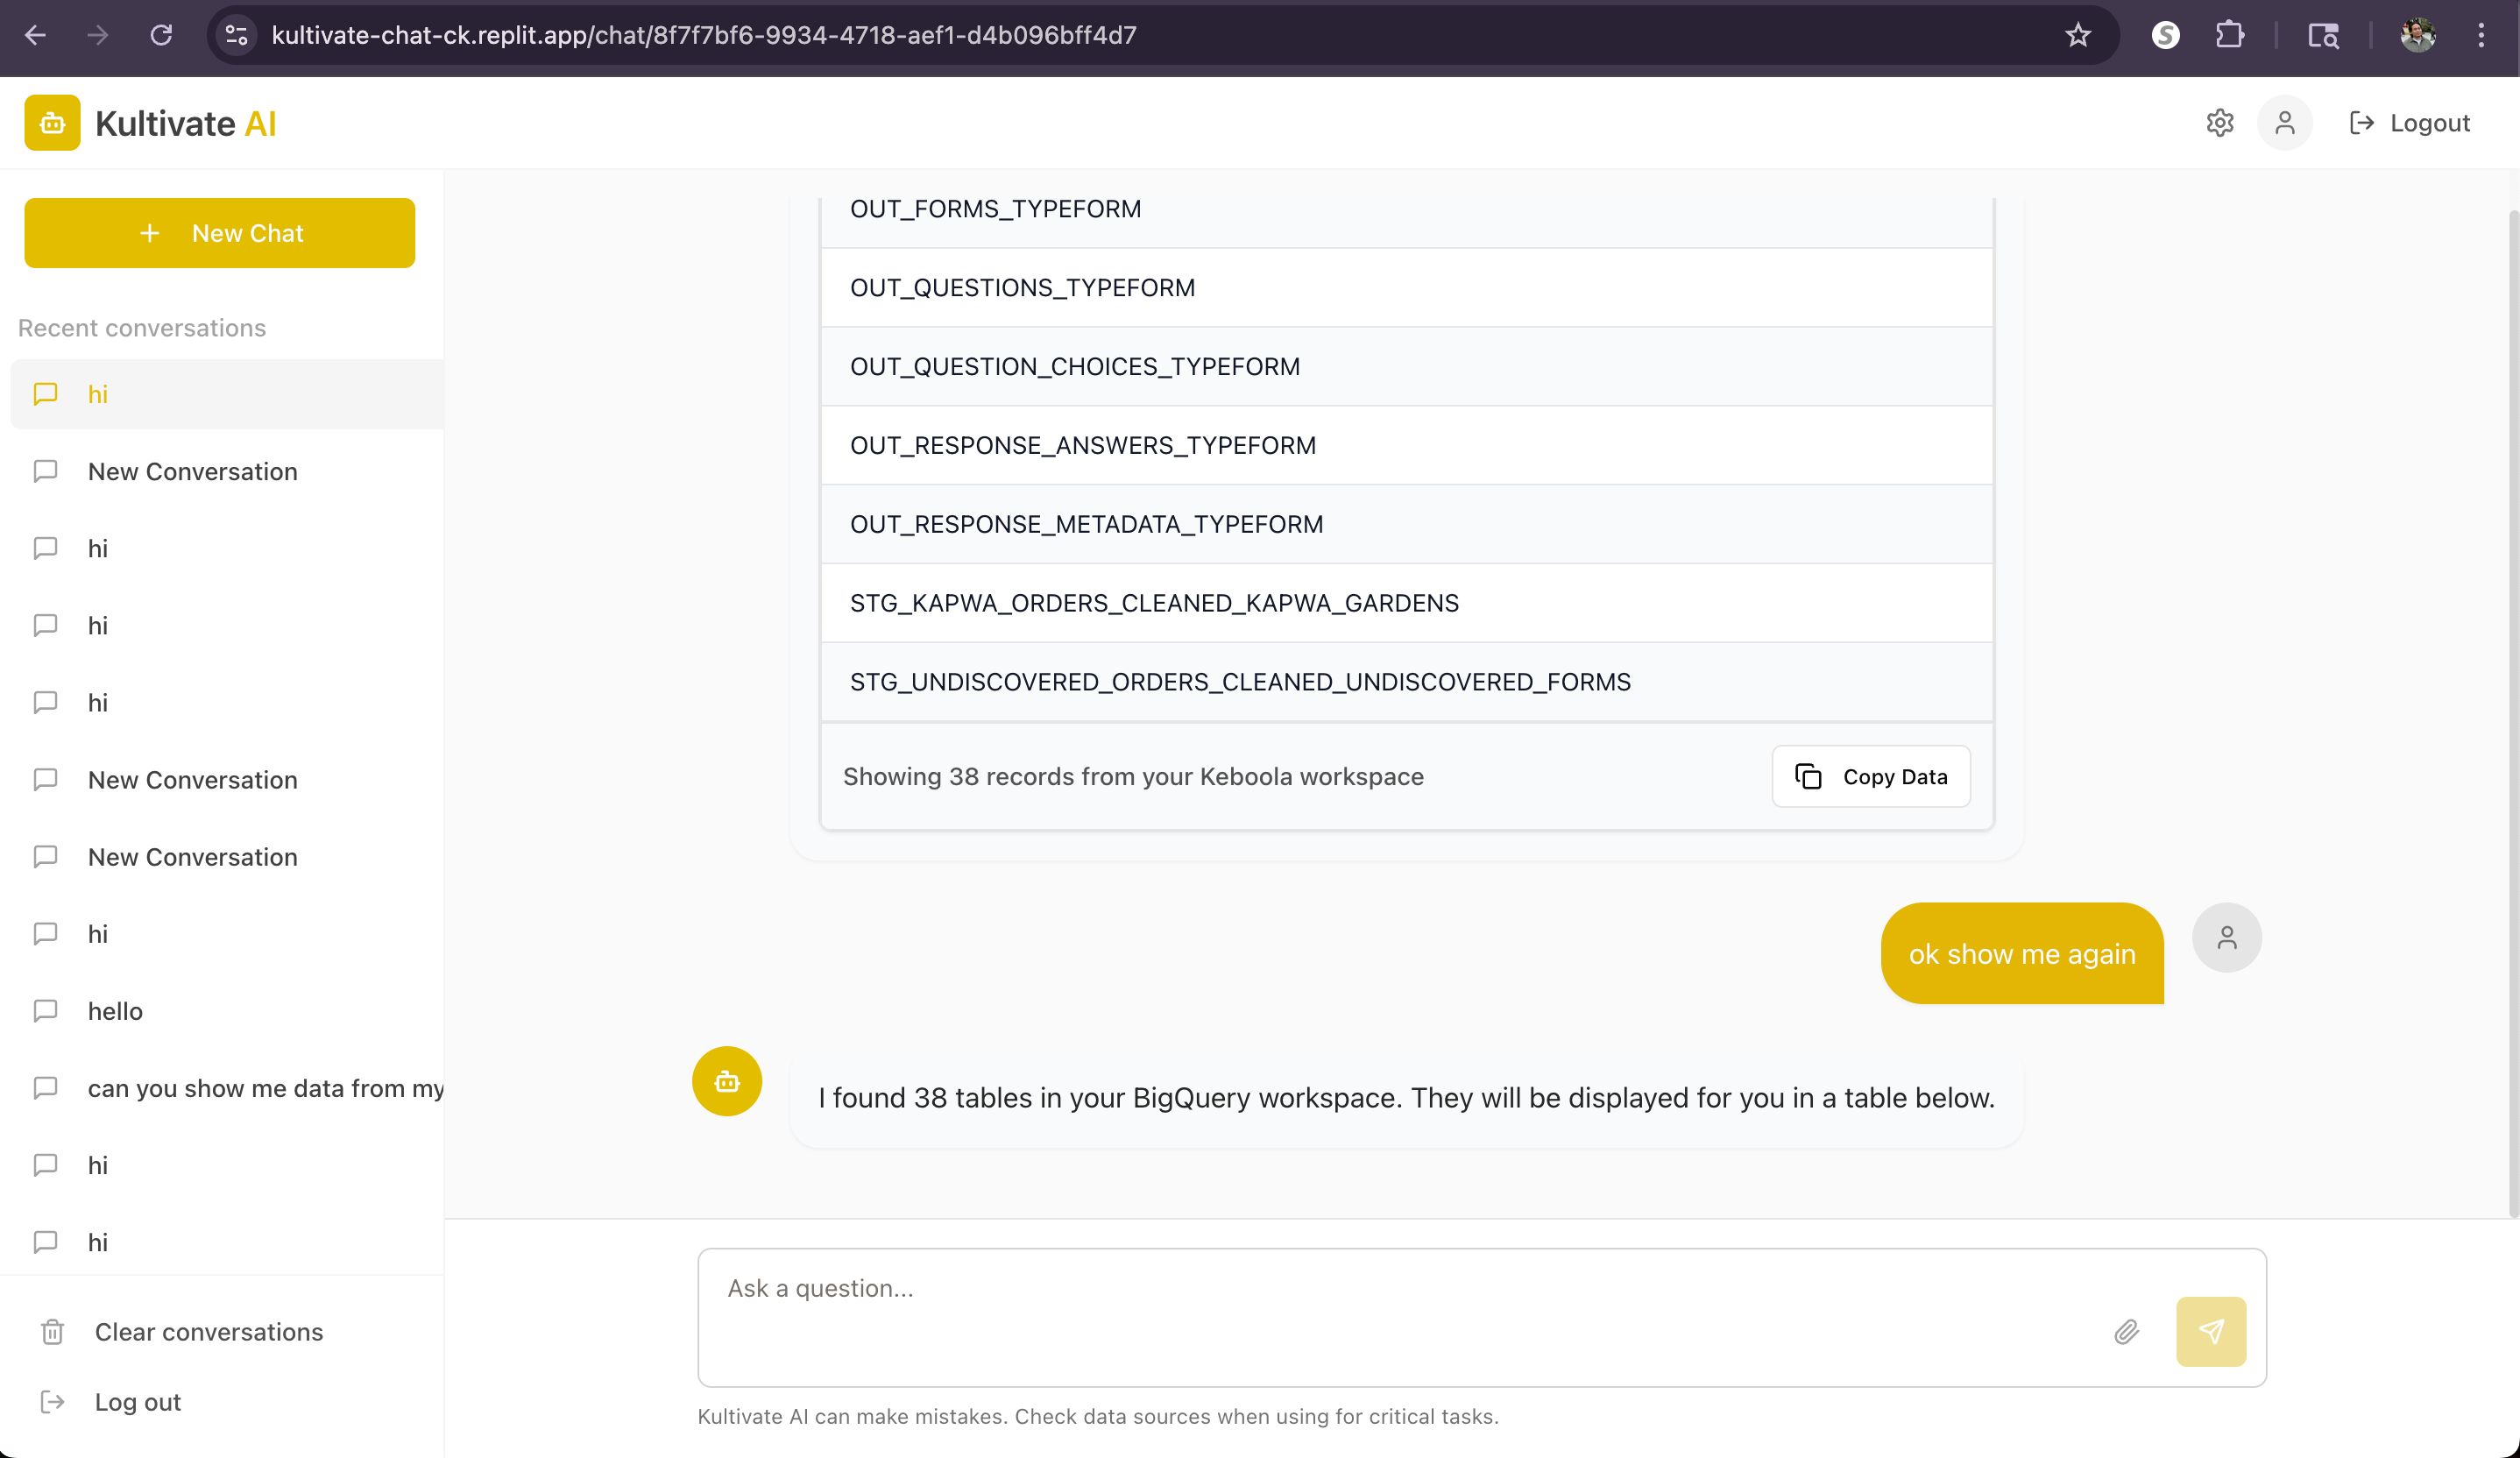 kultivate-chat-ck.replit.app/chat/8f7f7bf6-9934-4718-aef1-d4b096bff4d7
Kultivate AI
Logout
New Chat
Recent conversations
hi
New Conversation
hi
hi
hi
New Conversation
New Conversation
hi
hello
can you show me data from my
hi
hi
Clear conversations
Log out
OUT_FORMS_TYPEFORM
OUT_QUESTIONS_TYPEFORM
OUT_QUESTION_CHOICES_TYPEFORM
OUT_RESPONSE_ANSWERS_TYPEFORM
OUT_RESPONSE_METADATA_TYPEFORM
STG_KAPWA_ORDERS_CLEANED_KAPWA_GARDENS
STG_UNDISCOVERED_ORDERS_CLEANED_UNDISCOVERED_FORMS
Showing 38 records from your Keboola workspace
Copy Data
ok show me again
I found 38 tables in your BigQuery workspace. They will be displayed for you in a table below.
Ask a question...
Kultivate AI can make mistakes. Check data sources when using for critical tasks.